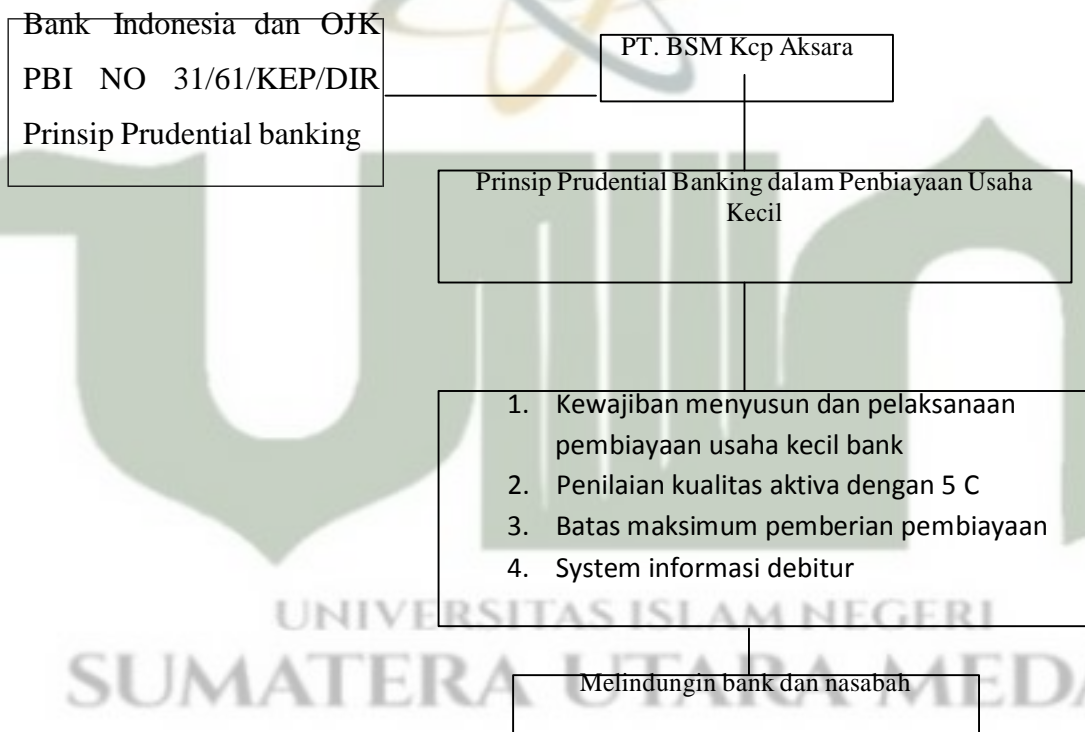 Bank Indonesia dan OJK
PBI NO 31/61/KEP/DIR
Prinsip Prudential banking
PT. BSM Kcp Aksara
Prinsip Prudential Banking dalam Penbiayaan Usaha
Kecil
1. Kewajiban menyusun dan pelaksanaan
pembiayaan usaha kecil bank
2. Penilaian kualitas aktiva dengan 5 C
3. Batas maksimum pemberian pembiayaan
4. System informasi debitur
UNIVERSITAS ISLAM NEGERI
SUMATERA UTARA MEDA
Melindungin bank dan nasabah